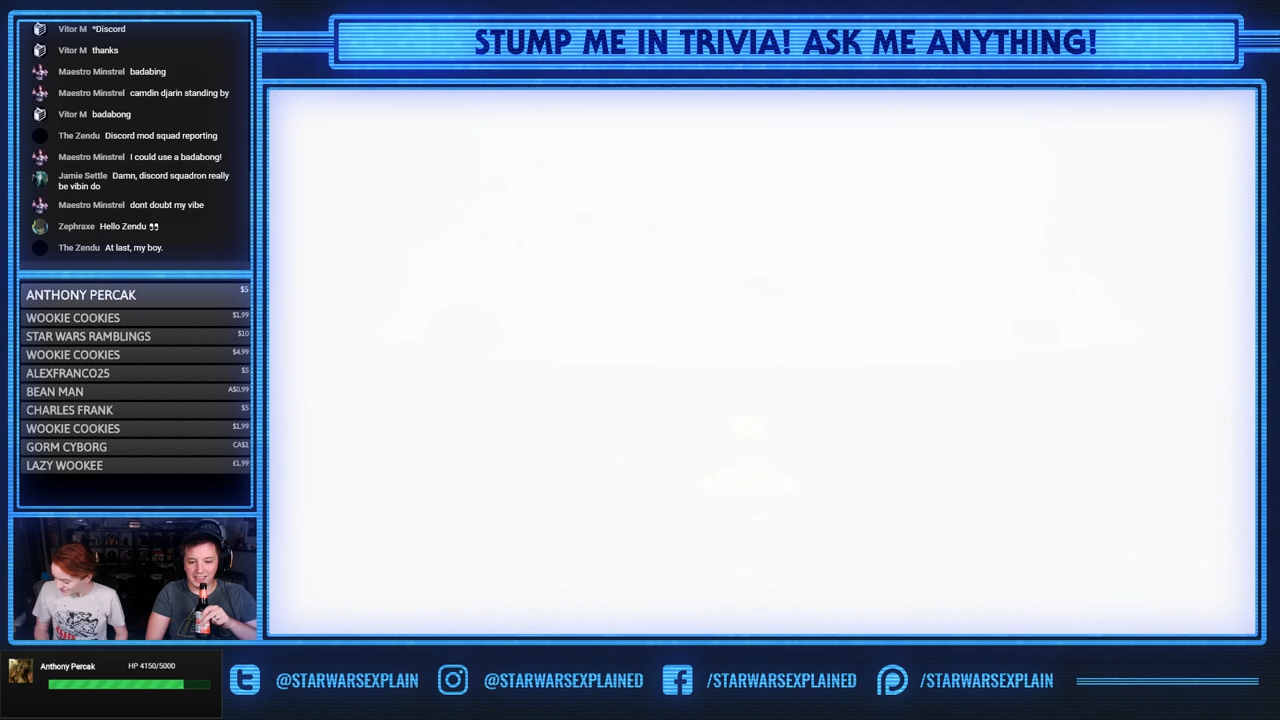 Vitor M *Discord
Vitor M thanks
Maestro Minstrel badabing
Maestro Minstrel camdin djarin standing by
Vitor M badabong
The Zendu Discord mod squad reporting
Maestro Minstrel I could use a badabong!
Jamie Settle Damn, discord squadron really
be vibin do
Maestro Minstrel dont doubt my vibe
Zephraxe Hello Zendu 👀
The Zendu At last, my boy.
STUMP ME IN TRIVIA! ASK ME ANYTHING!
ANTHONY PERCAK $5
WOOKIE COOKIES $1.99
STAR WARS RAMBLINGS $10
WOOKIE COOKIES $4.99
ALEXFRANCO25 $5
BEAN MAN A$0.99
CHARLES FRANK $5
WOOKIE COOKIES $1.99
GORM CYBORG CA$1
LAZY WOOKEE £1.99
Anthony Percak HP 4150/5000
@STARWARSEXPLAIN @STARWARSEXPLAINED /STARWARSEXPLAINED /STARWARSEXPLAIN